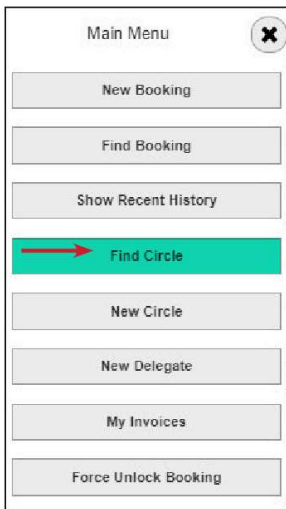 Main Menu
New Booking
Find Booking
Show Recent History
Find Circle
New Circle
New Delegate
My Invoices
Force Unlock Booking